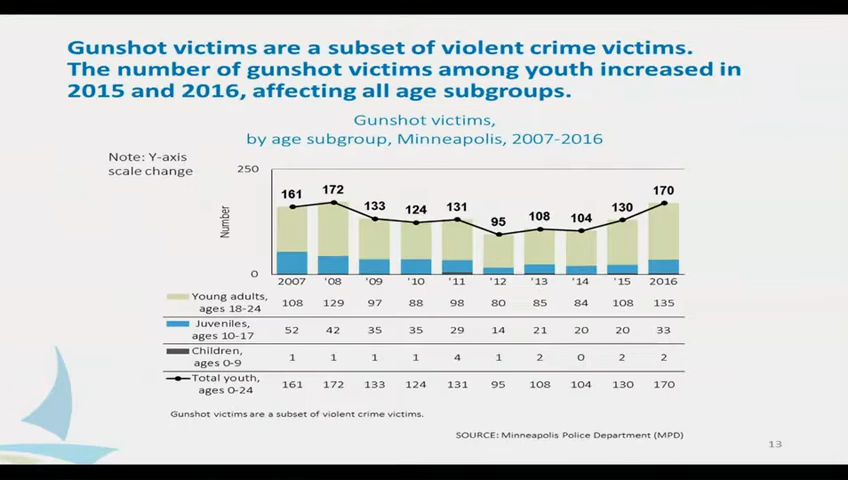 Gunshot victims are a subset of violent crime victims.
The number of gunshot victims among youth increased in
2015 and 2016, affecting all age subgroups.
Gunshot victims,
by age subgroup, Minneapolis, 2007-2016
Note: Y-axis
scale change
250
Number
0
161 172 133 124 131 95 108 104 130 170
2007 '08 '09 '10 '11 '12 '13 '14 '15 2016
Young adults,
ages 18-24 108 129 97 88 98 80 85 84 108 135
Juveniles,
ages 10-17 52 42 35 35 29 14 21 20 20 33
Children,
ages 0-9 1 1 1 1 4 1 2 0 2 2
Total youth,
ages 0-24 161 172 133 124 131 95 108 104 130 170
Gunshot victims are a subset of violent crime victims.
SOURCE: Minneapolis Police Department (MPD)
13